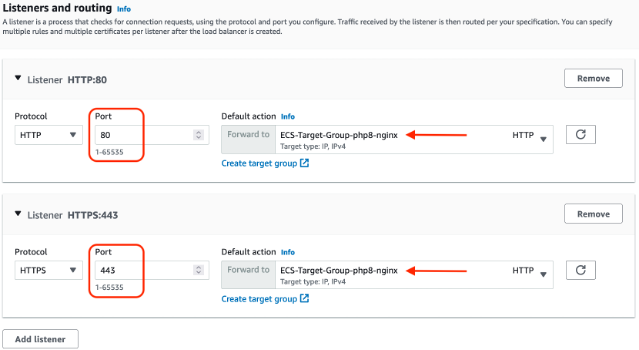 Listeners and routing Info
A listener is a process that checks for connection requests, using the protocol and port you configure. Traffic received by the listener is then routed per your specification. You can specify
multiple rules and multiple certificates per listener after the load balancer is created.
Listener HTTP:80
Remove
Protocol Port Default action Info
HTTP 80 Forward to ECS-Target-Group-php8-nginx HTTP
Target type: IP, IPv4
1-65535
Create target group
Listener HTTPS:443
Remove
Protocol Port Default action Info
HTTPS 443 Forward to ECS-Target-Group-php8-nginx HTTP
Target type: IP, IPv4
1-65535
Create target group
Add listener